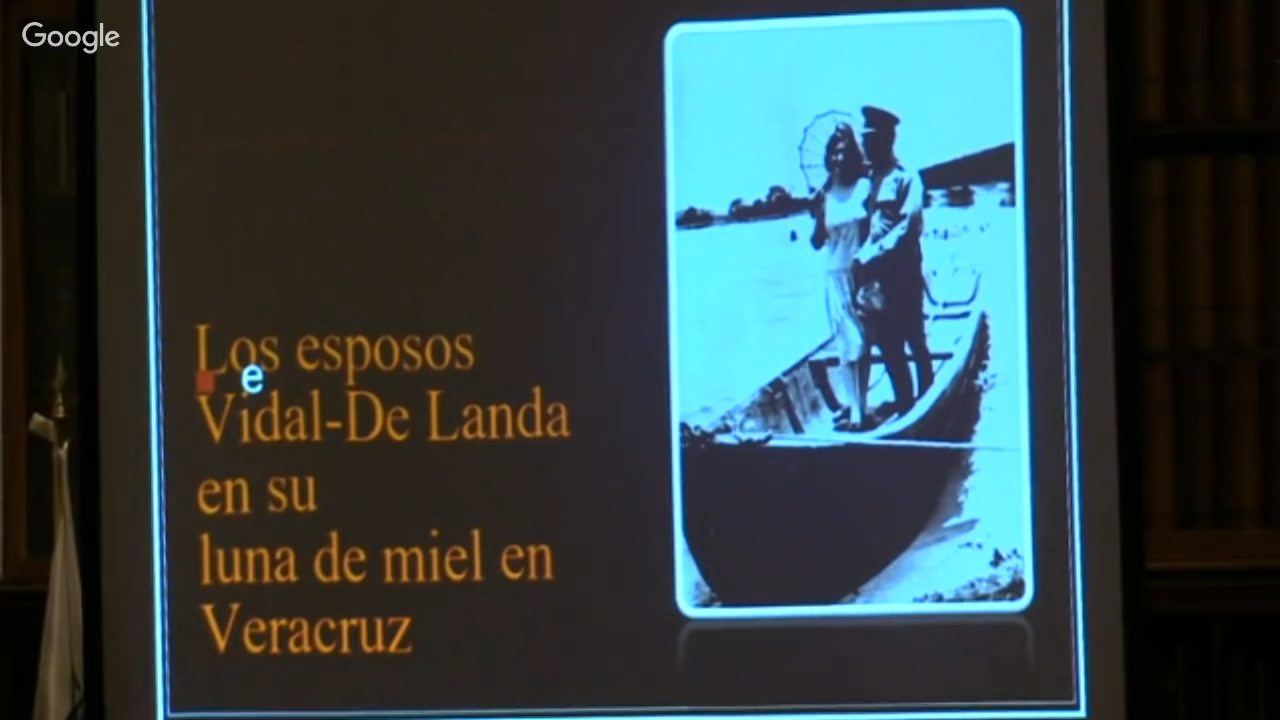 Google
Los esposos
e
Vidal-De Landa
en su
luna de miel en
Veracruz